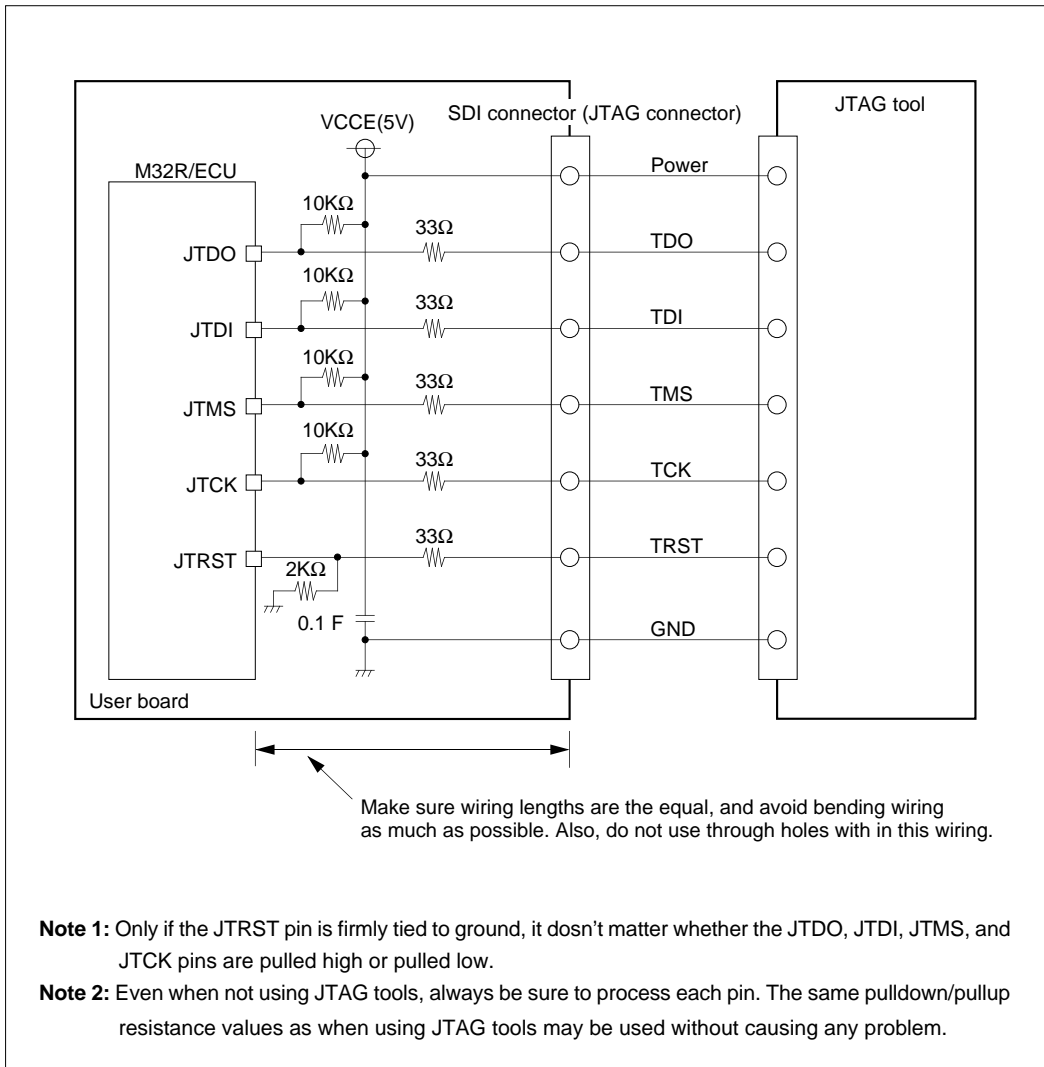 SDI connector (JTAG connector)
JTAG tool
VCCE(5V)
Power
M32R/ECU
10KΩ
33Ω
TDO
JTDO
10KΩ
33Ω
TDI
JTDI
10KΩ
33Ω
TMS
JTMS
10KΩ
33Ω
TCK
JTCK
33Ω
TRST
JTRST
2KΩ
0.1 F
GND
User board
Make sure wiring lengths are the equal, and avoid bending wiring
as much as possible. Also, do not use through holes with in this wiring.
Note 1: Only if the JTRST pin is firmly tied to ground, it dosn't matter whether the JTDO, JTDI, JTMS, and
JTCK pins are pulled high or pulled low.
Note 2: Even when not using JTAG tools, always be sure to process each pin. The same pulldown/pullup
resistance values as when using JTAG tools may be used without causing any problem.